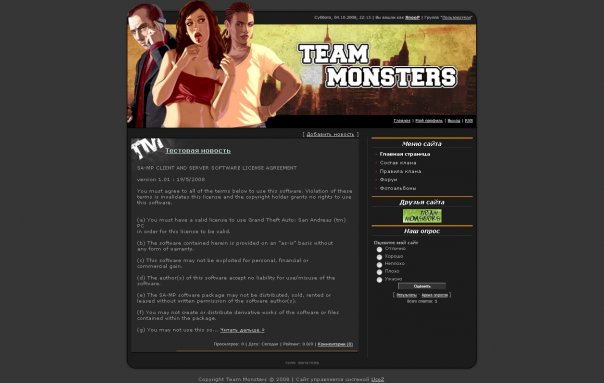 Суббота, 04.10.2008, 22:13 | Вы вошли как | Группа "Пользователи"
TEAM
MONSTERS
Главная | Мой профиль | Выход | RSS
[ Добавить новость ]
TM
Тестовая новость
SA-MP CLIENT AND SERVER SOFTWARE LICENSE AGREEMENT
version 1.01 : 19/5/2008
You must agree to all of the terms below to use this software. Violation of these
terms is invalidates this license and the copyright holder grants no rights to use
this software.
(a) You must have a valid license to use Grand Theft Auto: San Andreas (tm)
PC
in order for this license to be valid.
(b) The software contained herein is provided on an "as-is" basis without
any form of warranty.
(c) This software may not be exploited for personal, financial or
commercial gain.
(d) The author(s) of this software accept no liability for use/misuse of the
software.
(e) The SA-MP software package may not be distributed, sold, rented or
leased without written permission of the software author(s).
(f) You may not create or distribute derivative works of the software or files
contained within the package.
(g) You may not use this so... Читать дальше »
Просмотров: 0 | Дата: Сегодня | Рейтинг: 0.0/0 | Комментарии (0)
Меню сайта
Главная страница
Состав клана
Правила клана
Форум
Фотоальбомы
Друзья сайта
TEAM
MONSTERS
Наш опрос
Оцените мой сайт
Отлично
Хорошо
Неплохо
Плохо
Ужасно
Оценить
[ Результаты · Архив опросов ]
Всего ответов: 5
TEAM MONSTERS
Copyright Team Monsters © 2008 | Сайт управляется системой uCoz